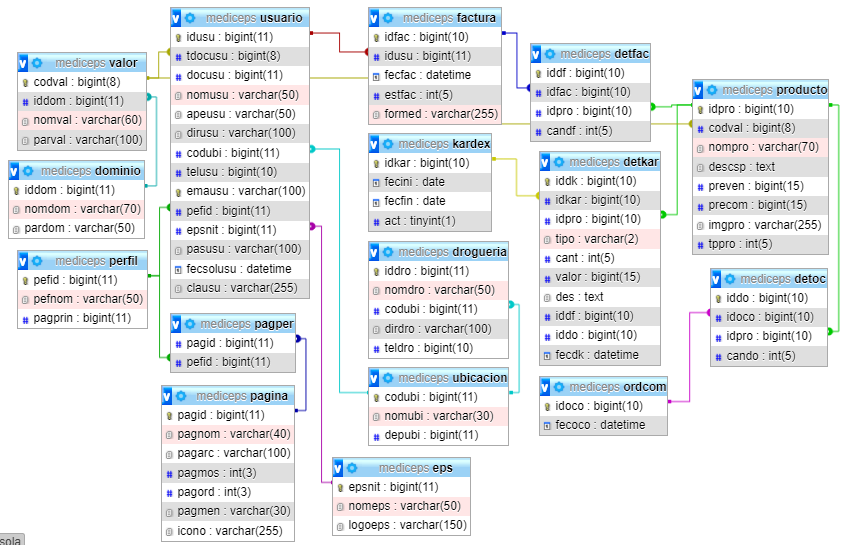 mediceps valor
codval : bigint(8)
iddom : bigint(11)
nomval : varchar(60)
parval : varchar(100)
mediceps dominio
iddom : bigint(11)
nomdom : varchar(70)
pardom : varchar(50)
mediceps perfil
pefid : bigint(11)
pefnom : varchar(50)
pagprin : bigint(11)
mediceps usuario
idusu : bigint(11)
tdocusu : bigint(8)
docusu : bigint(11)
nomusu : varchar(50)
apeusu : varchar(50)
dirusu : varchar(100)
codubi : bigint(11)
telusu : bigint(10)
emausu : varchar(100)
pefid : bigint(11)
epsnit : bigint(11)
pasusu : varchar(100)
fecsolusu : datetime
clausu : varchar(255)
mediceps pagper
pagid : bigint(11)
pefid : bigint(11)
mediceps pagina
pagid : bigint(11)
pagnom : varchar(40)
pagarc : varchar(100)
pagmos : int(3)
pagord : int(3)
pagmen : varchar(30)
icono : varchar(255)
mediceps factura
idfac : bigint(10)
idusu : bigint(11)
fecfac : datetime
estfac : int(5)
formed : varchar(255)
mediceps kardex
idkar : bigint(10)
fecini : date
fecfin : date
act : tinyint(1)
mediceps drogueria
iddro : bigint(11)
nomdro : varchar(50)
codubi : bigint(11)
dirdro : varchar(100)
teldro : bigint(10)
mediceps ubicacion
codubi : bigint(11)
nomubi : varchar(30)
depubi : bigint(11)
mediceps eps
epsnit : bigint(11)
nomeps : varchar(50)
logoeps : varchar(150)
mediceps detfac
iddf : bigint(10)
idfac : bigint(10)
idpro : bigint(10)
candf : int(5)
mediceps detkar
iddk : bigint(10)
idkar : bigint(10)
idpro : bigint(10)
tipo : varchar(2)
cant : int(5)
valor : bigint(15)
des : text
iddf : bigint(10)
iddo : bigint(10)
fecdk : datetime
mediceps ordcom
idoco : bigint(10)
fecoco : datetime
mediceps producto
idpro : bigint(10)
codval : bigint(8)
nompro : varchar(70)
descsp : text
preven : bigint(15)
precom : bigint(15)
imgpro : varchar(255)
tppro : int(5)
mediceps detoc
iddo : bigint(10)
idoco : bigint(10)
idpro : bigint(10)
cando : int(5)
sola